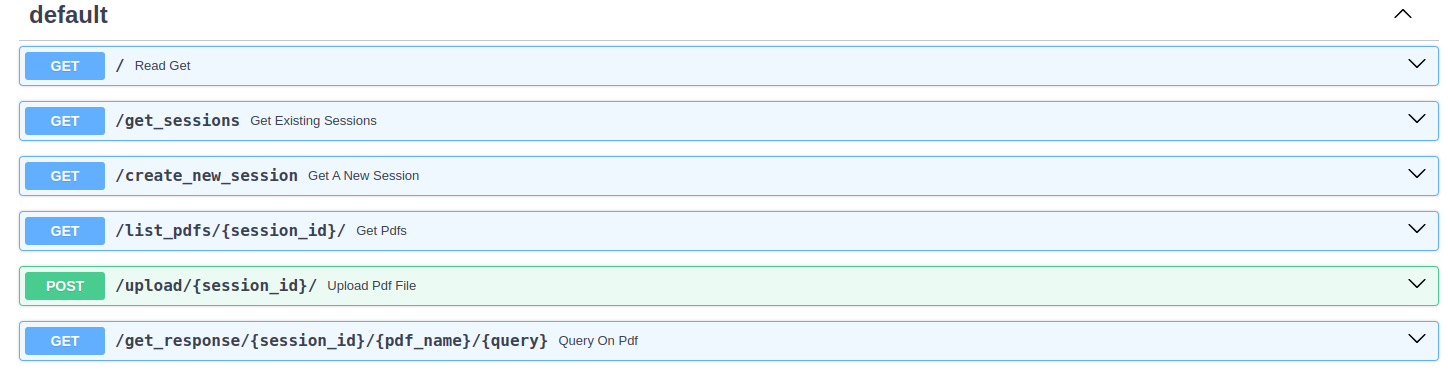 default
GET / Read Get
GET /get_sessions Get Existing Sessions
GET /create_new_session Get A New Session
GET /list_pdfs/{session_id}/ Get Pdfs
POST /upload/{session_id}/ Upload Pdf File
GET /get_response/{session_id}/{pdf_name}/{query} Query On Pdf